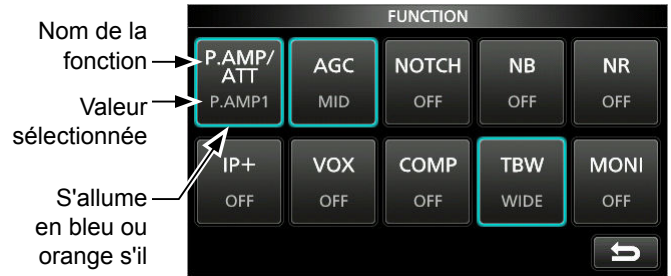 Nom de la
fonction
Valeur
sélectionnée
S'allume
en bleu ou
orange s'il
FUNCTION
P.AMP/
ATT
P.AMP1
AGC
MID
NOTCH
OFF
NB
OFF
NR
OFF
IP+
OFF
VOX
OFF
COMP
OFF
TBW
WIDE
MONI
OFF